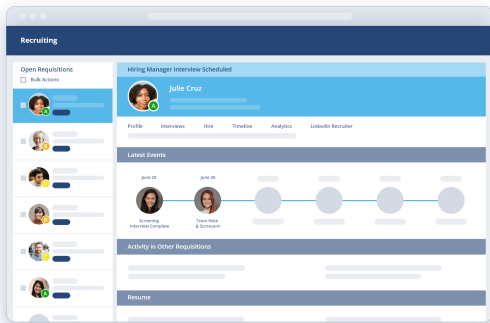 Recruiting
Open Requisitions
Bulk Actions
A
B
C
B
C
A
Hiring Manager Interview Scheduled
Julie Cruz
A
Profile Interviews Hire Timeline Analytics LinkedIn Recruiter
Latest Events
June 29 June 30
Screening Team Note
Interview Complete & Scorecard
Activity in Other Requisitions
Resume